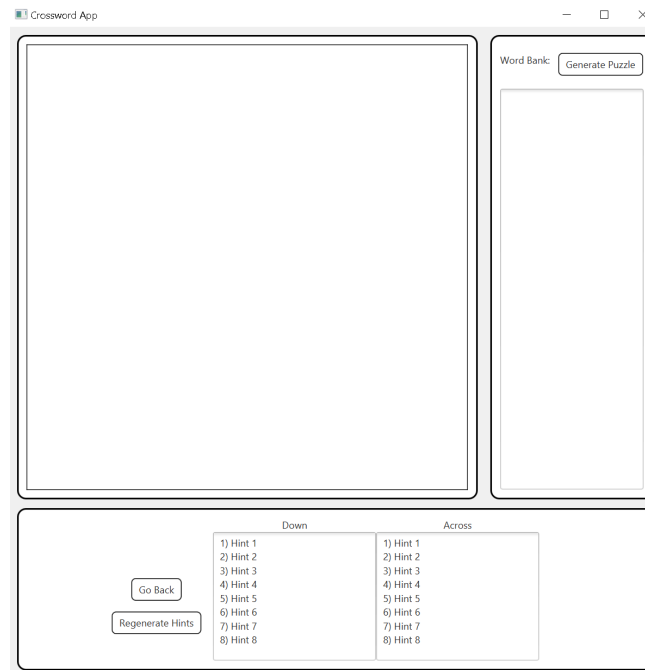 Crossword App
Word Bank: Generate Puzzle
Down
1) Hint 1
2) Hint 2
3) Hint 3
4) Hint 4
5) Hint 5
6) Hint 6
7) Hint 7
8) Hint 8
Across
1) Hint 1
2) Hint 2
3) Hint 3
4) Hint 4
5) Hint 5
6) Hint 6
7) Hint 7
8) Hint 8
Go Back
Regenerate Hints